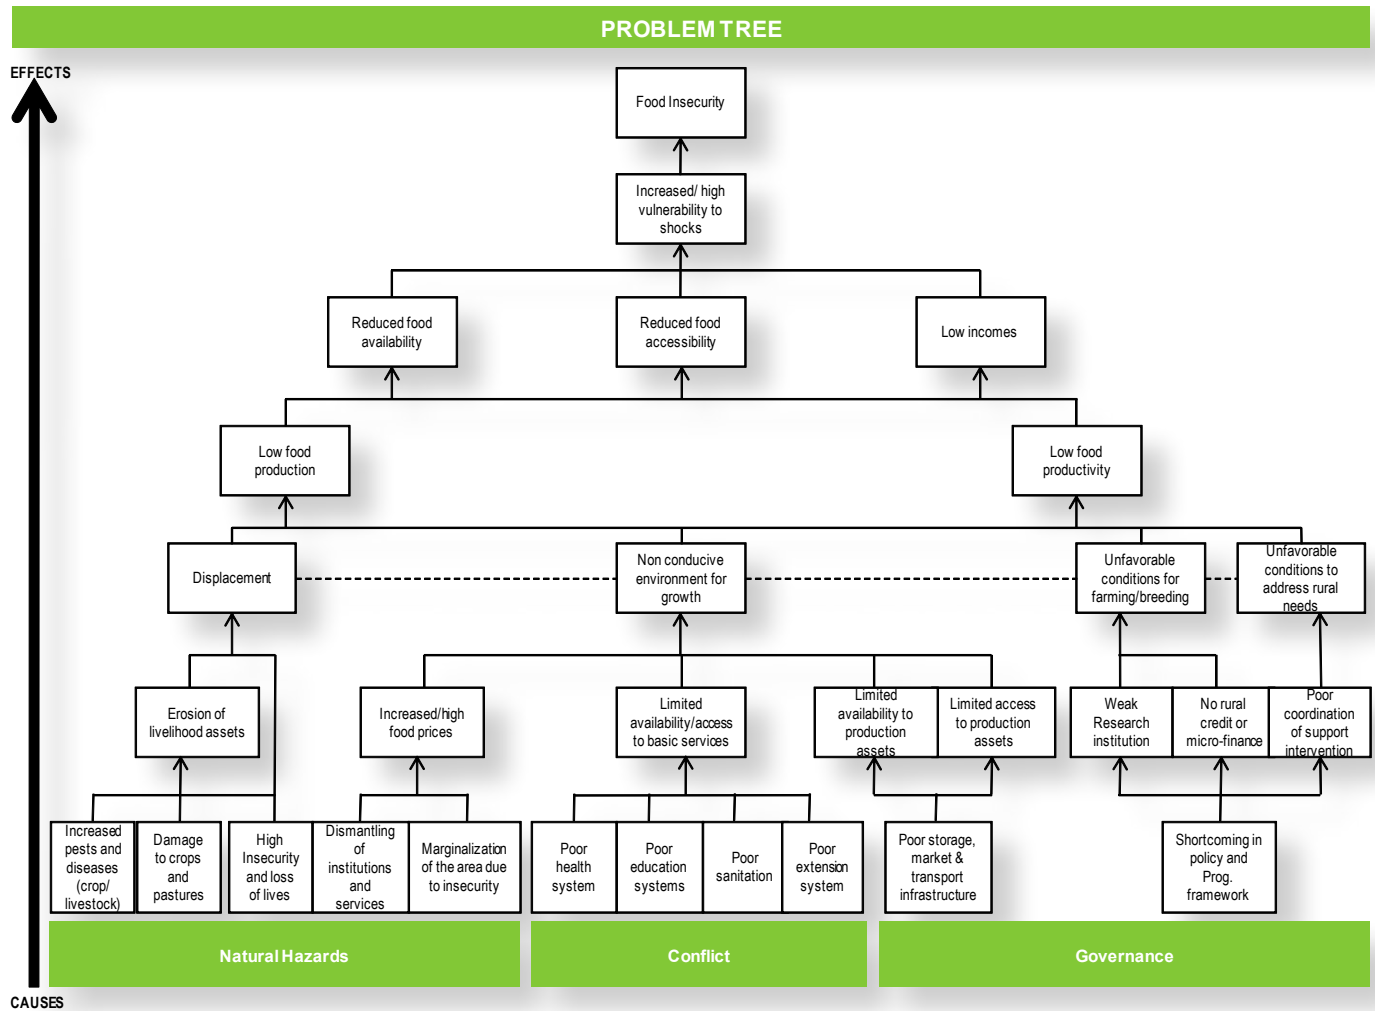 PROBLEM TREE
EFFECTS
Food Insecurity
Increased/ high
vulnerability to
shocks
Reduced food
availability
Reduced food
accessibility
Low incomes
Low food
production
Low food
productivity
Displacement
Non conducive
environment for
growth
Unfavorable
conditions for
farming/breeding
Unfavorable
conditions to
address rural
needs
Erosion of
livelihood assets
Increased/high
food prices
Limited
availability/access
to basic services
Limited
availability to
production
assets
Limited access
to production
assets
Weak
Research
institution
No rural
credit or
micro-finance
Poor
coordination
of support
intervention
Increased
pests and
diseases
(crop/
livestock)
Damage
to crops
and
pastures
High
Insecurity
and loss
of lives
Dismantling
of
institutions
and
services
Marginalization
of the area due
to insecurity
Poor
health
system
Poor
education
systems
Poor
sanitation
Poor
extension
system
Poor storage,
market &
transport
infrastructure
Shortcoming in
policy and
Prog.
framework
Natural Hazards
Conflict
Governance
CAUSES